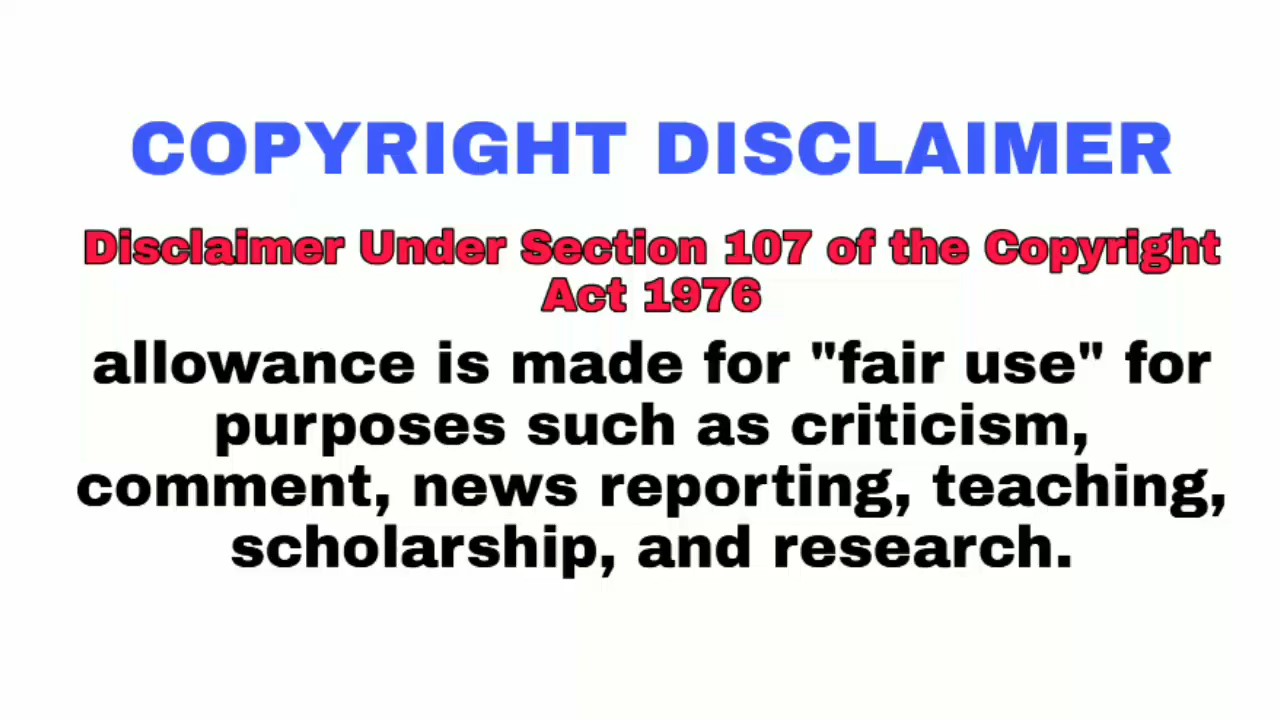 COPYRIGHT DISCLAIMER
Disclaimer Under Section 107 of the Copyright
Act 1976
allowance is made for "fair use" for
purposes such as criticism,
comment, news reporting, teaching,
scholarship, and research.